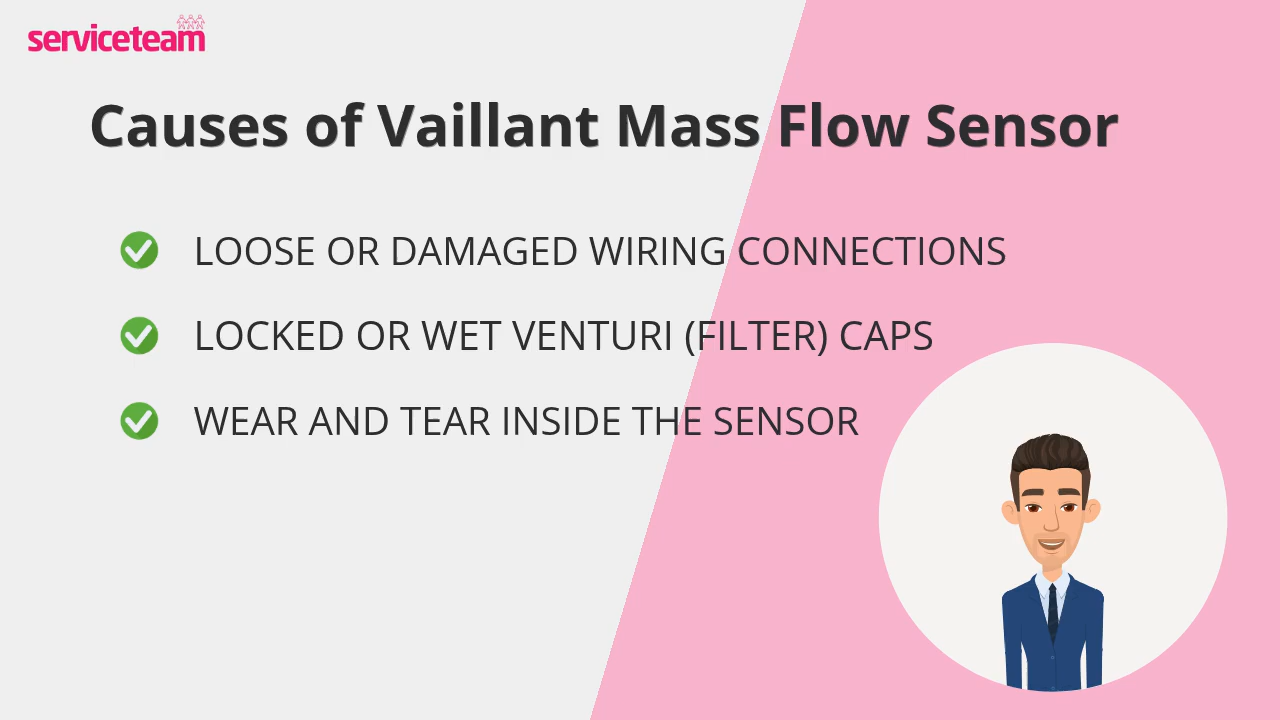 serviceteam
Causes of Vaillant Mass Flow Sensor
LOOSE OR DAMAGED WIRING CONNECTIONS
LOCKED OR WET VENTURI (FILTER) CAPS
WEAR AND TEAR INSIDE THE SENSOR